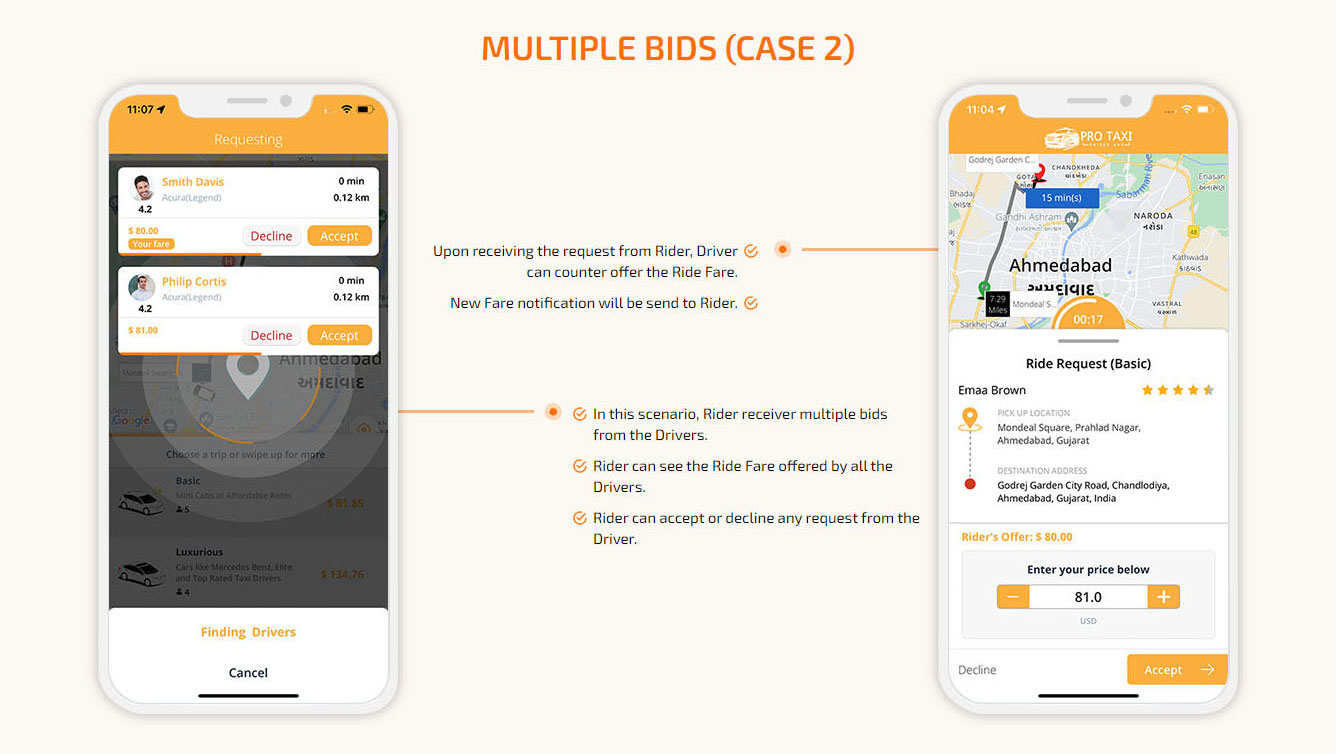 MULTIPLE BIDS (CASE 2)
11:07
Requesting
Smith Davis
0 min
Acura(Legend)
0.12 km
4.2
$ 80.00
Your fare
Decline
Accept
Philip Cortis
0 min
Acura(Legend)
0.12 km
4.2
$ 81.00
Decline
Accept
Ahmedabad
અમદાવાદ
Mondeal Square,
Google
Choose a trip or swipe up for more
Basic
Mini Cabs at Affordable Rates
$ 81.85
5
Luxurious
Cars like Mercedes Benz, Elite
and Top Rated Taxi Drivers
$ 134.76
4
Finding Drivers
Cancel
Upon receiving the request from Rider, Driver
can counter offer the Ride Fare.
New Fare notification will be send to Rider.
In this scenario, Rider receiver multiple bids
from the Drivers.
Rider can see the Ride Fare offered by all the
Drivers.
Rider can accept or decline any request from the
Driver.
11:04
PRO TAXI
Godrej Garden C...
CHANDKHEDA
ચાંદખેડા
GOTA
Bhadaj
15 min(s)
Sabarmati Rive
Enasan
Gandhi Ashram
NARODA
નરોડા
48
Ahmedabad
અમદાવાદ
Kathwada
કઠવાડા
7.29
Miles
Mondeal S...
VASTRAL
વસ્ત્રાલ
Sarkhej-Okaf
00:17
Ride Request (Basic)
Emaa Brown
PICK UP LOCATION
Mondeal Square, Prahlad Nagar,
Ahmedabad, Gujarat
DESTINATION ADDRESS
Godrej Garden City Road, Chandlodiya,
Ahmedabad, Gujarat, India
Rider's Offer: $ 80.00
Enter your price below
81.0
USD
Decline
Accept